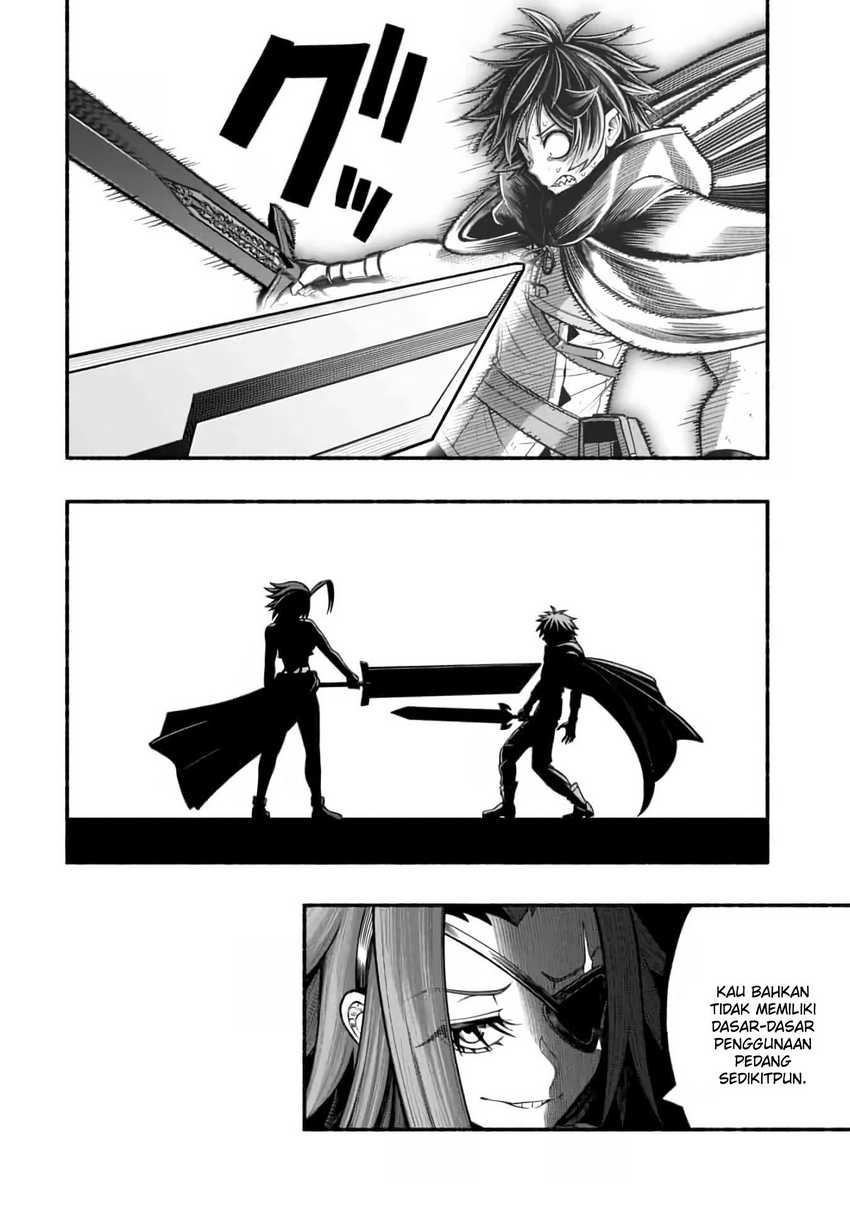 グッ
KAU BAHKAN
TIDAK MEMILIKI
DASAR-DASAR
PENGGUNAAN
PEDANG
SEDIKITPUN.